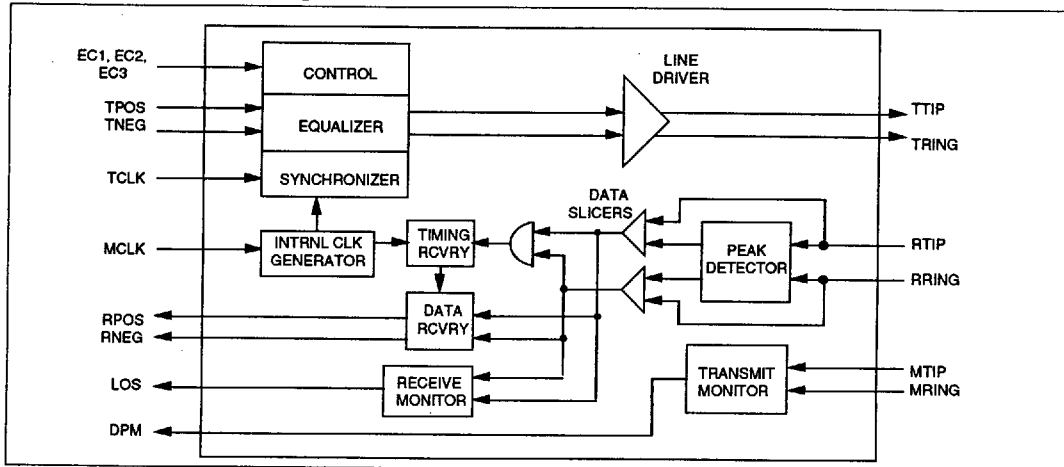 EC1, EC2,
EC3
TPOS
TNEG
TCLK
MCLK
RPOS
RNEG
LOS
DPM
CONTROL
EQUALIZER
SYNCHRONIZER
INTRNL CLK
GENERATOR
TIMING
RCVRY
DATA
RCVRY
RECEIVE
MONITOR
LINE
DRIVER
DATA
SLICERS
PEAK
DETECTOR
TRANSMIT
MONITOR
TTIP
TRING
RTIP
RRING
MTIP
MRING